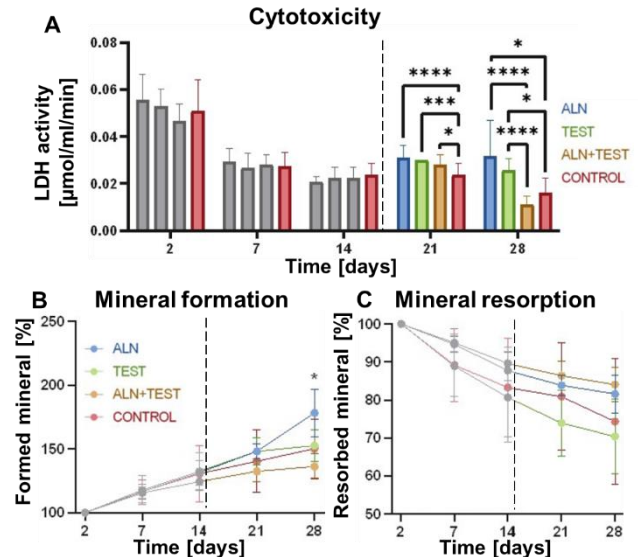 A Cytotoxicity
LDH activity
[μmol/ml/min]
0.08
0.06
0.04
0.02
0.00
2 7 14 21 28
Time [days]
**** *** * * **** * ****
ALN
TEST
ALN+TEST
CONTROL
B Mineral formation
Formed mineral [%]
250
200
150
100
ALN
TEST
ALN+TEST
CONTROL
*
2 7 14 21 28
Time [days]
C Mineral resorption
Resorbed mineral [%]
100
90
80
70
60
50
2 7 14 21 28
Time [days]